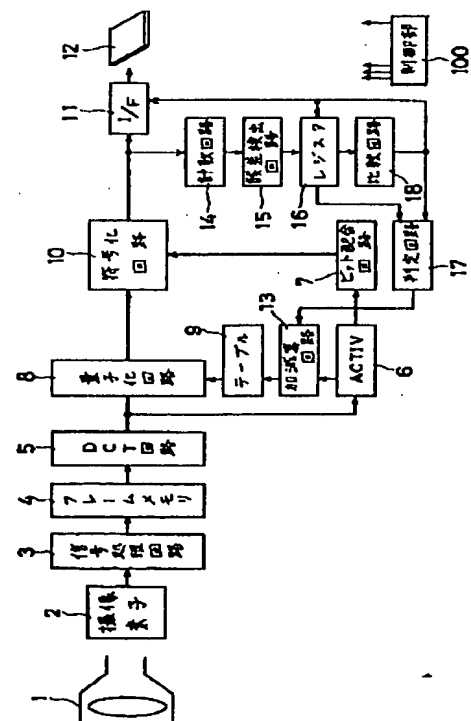 1
2
撮像素子
3
信号処理回路
4
フレームメモリ
5
DCT回路
8
量子化回路
10
符号化回路
11
I/F
12
9
テーブル
13
加減算回路
6
ACTIV
7
ビット配分回路
14
計数回路
15
誤差検出回路
16
レジスタ
18
比較回路
17
判定回路
100
制御部